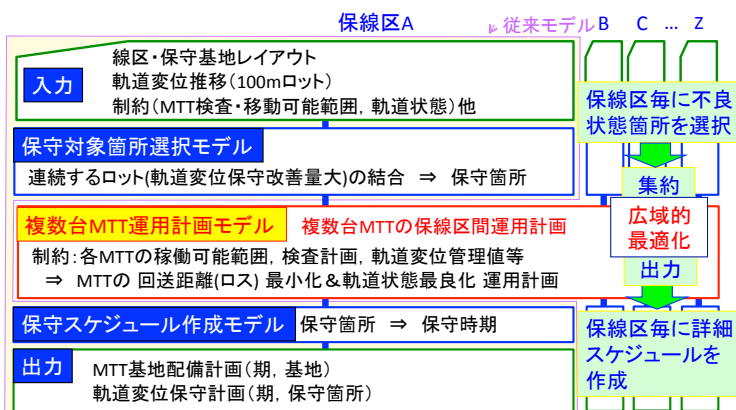 保線区A
従来モデル
B C … Z
入力
線区・保守基地レイアウト
軌道変位推移(100mロット)
制約(MTT検査・移動可能範囲, 軌道状態)他
保線区毎に不良
状態箇所を選択
保守対象箇所選択モデル
連続するロット(軌道変位保守改善量大)の結合 ⇒ 保守箇所
集約
複数台MTT運用計画モデル 複数台MTTの保線区間運用計画
制約:各MTTの稼働可能範囲, 検査計画, 軌道変位管理値等
⇒ MTTの 回送距離(ロス) 最小化&軌道状態最良化 運用計画
広域的
最適化
出力
保守スケジュール作成モデル 保守箇所 ⇒ 保守時期
保線区毎に詳細
スケジュールを
作成
出力
MTT基地配備計画(期, 基地)
軌道変位保守計画(期, 保守箇所)